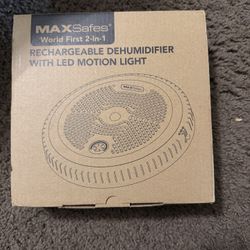 MAXSafes®
World First 2-in-1
RECHARGEABLE DEHUMIDIFIER
WITH LED MOTION LIGHT